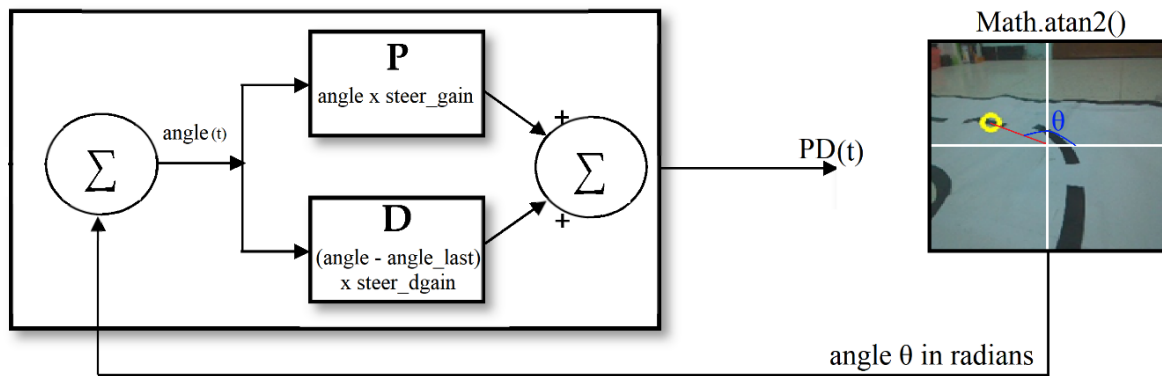 Math.atan2()
P
angle x steer_gain
angle (t)
+
θ
Σ
Σ
PD(t)
+
D
(angle - angle_last)
x steer_dgain
angle θ in radians